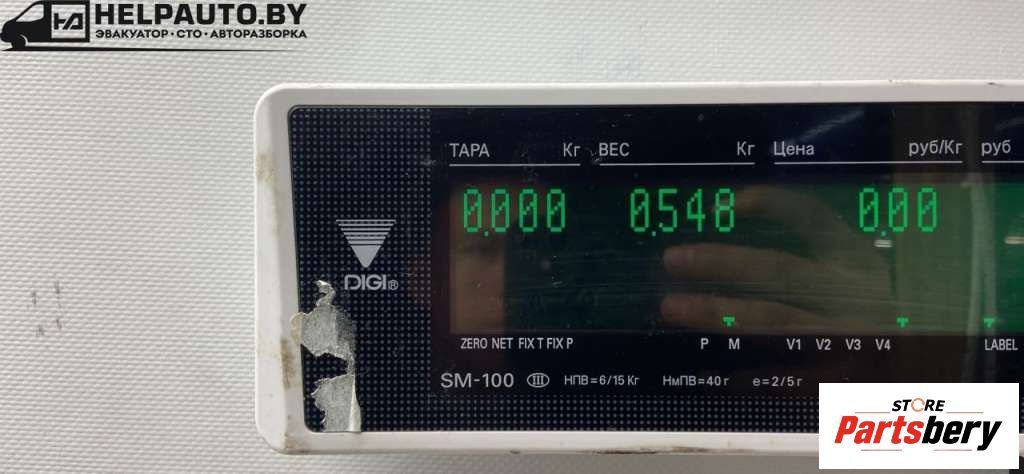 HELPAUTO.BY
ЭВАКУАТОР · СТО · АВТОРАЗБОРКА
ТАРА Кг ВЕС Кг Цена руб/Кг руб
0.000 0.548 0.00
DIGI®
ZERO NET FIX T FIX P P M V1 V2 V3 V4 LABEL
SM-100 III НПВ=6/15 Кг НмПВ=40 г е=2/5 г
STORE
Partsbery